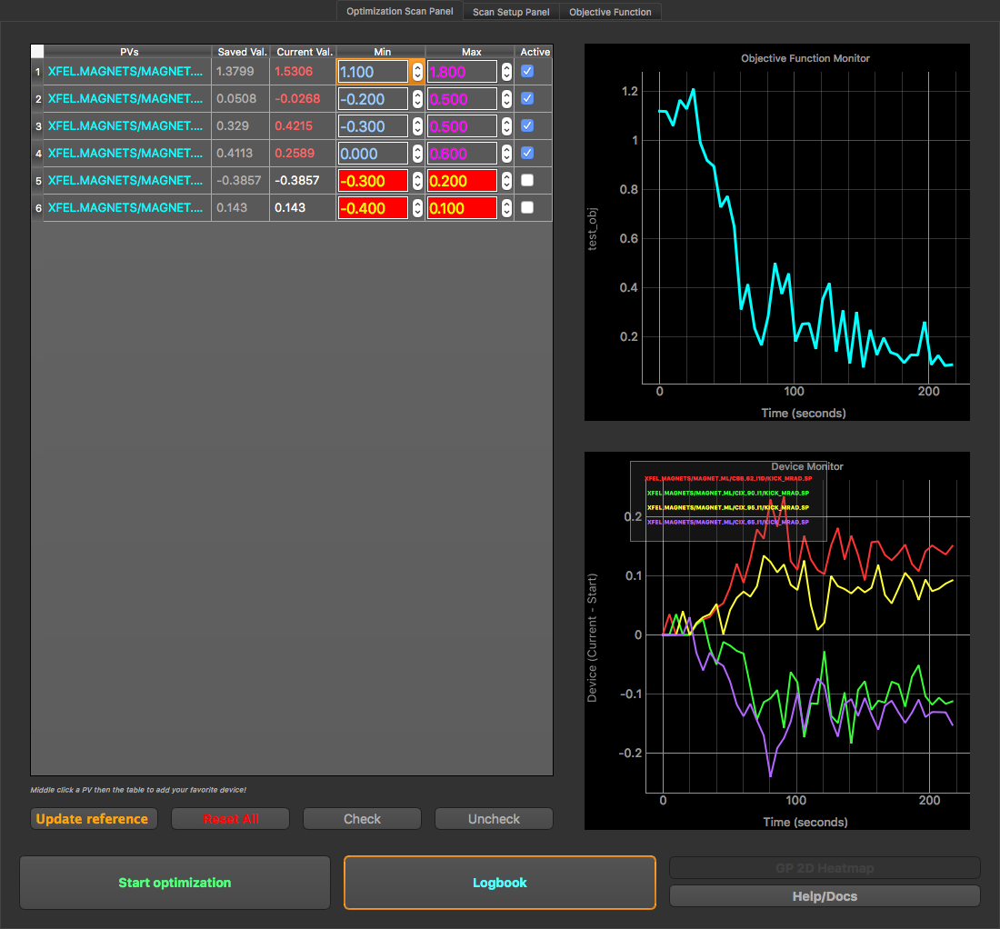 Optimization Scan Panel Scan Setup Panel Objective Function
PVs Saved Val. Current Val. Min Max Active
1 XFEL.MAGNETS/MAGNET.... 1.3799 1.5306 1.100 1.800
2 XFEL.MAGNETS/MAGNET.... 0.0508 -0.0268 -0.200 0.500
3 XFEL.MAGNETS/MAGNET.... 0.329 0.4215 -0.300 0.500
4 XFEL.MAGNETS/MAGNET.... 0.4113 0.2589 0.000 0.600
5 XFEL.MAGNETS/MAGNET.... -0.3857 -0.3857 -0.300 0.200
6 XFEL.MAGNETS/MAGNET.... 0.143 0.143 -0.400 0.100
Objective Function Monitor
test_obj
1.2
1
0.8
0.6
0.4
0.2
0 100 200
Time (seconds)
Device Monitor
XFEL.MAGNETS/MAGNET.ML/CBB.62.I1D/KICK_MRAD.SP
XFEL.MAGNETS/MAGNET.ML/CIX.90.I1/KICK_MRAD.SP
XFEL.MAGNETS/MAGNET.ML/CIX.95.I1/KICK_MRAD.SP
XFEL.MAGNETS/MAGNET.ML/CIX.65.I1/KICK_MRAD.SP
Device (Current - Start)
0.2
0.1
0
-0.1
-0.2
0 100 200
Time (seconds)
Middle click a PV then the table to add your favorite device!
Update reference Reset All Check Uncheck
Start optimization Logbook GP 2D Heatmap
Help/Docs